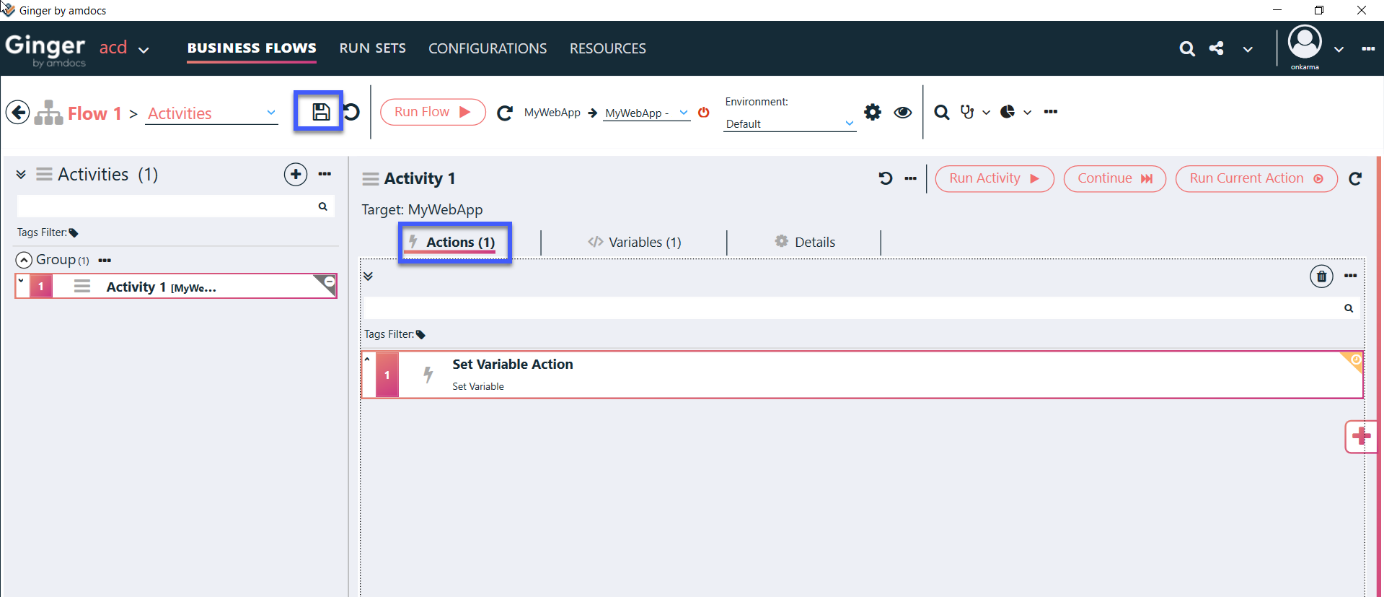 Ginger by amdocs
Ginger by amdocs acd BUSINESS FLOWS RUN SETS CONFIGURATIONS RESOURCES onkarma
Flow 1 > Activities Run Flow MyWebApp MyWebApp - Environment: Default
Activities (1)
Tags Filter:
Group (1)
1 Activity 1 [MyWe...
Activity 1 Run Activity Continue Run Current Action
Target: MyWebApp
Actions (1) Variables (1) Details
Tags Filter:
1 Set Variable Action
Set Variable